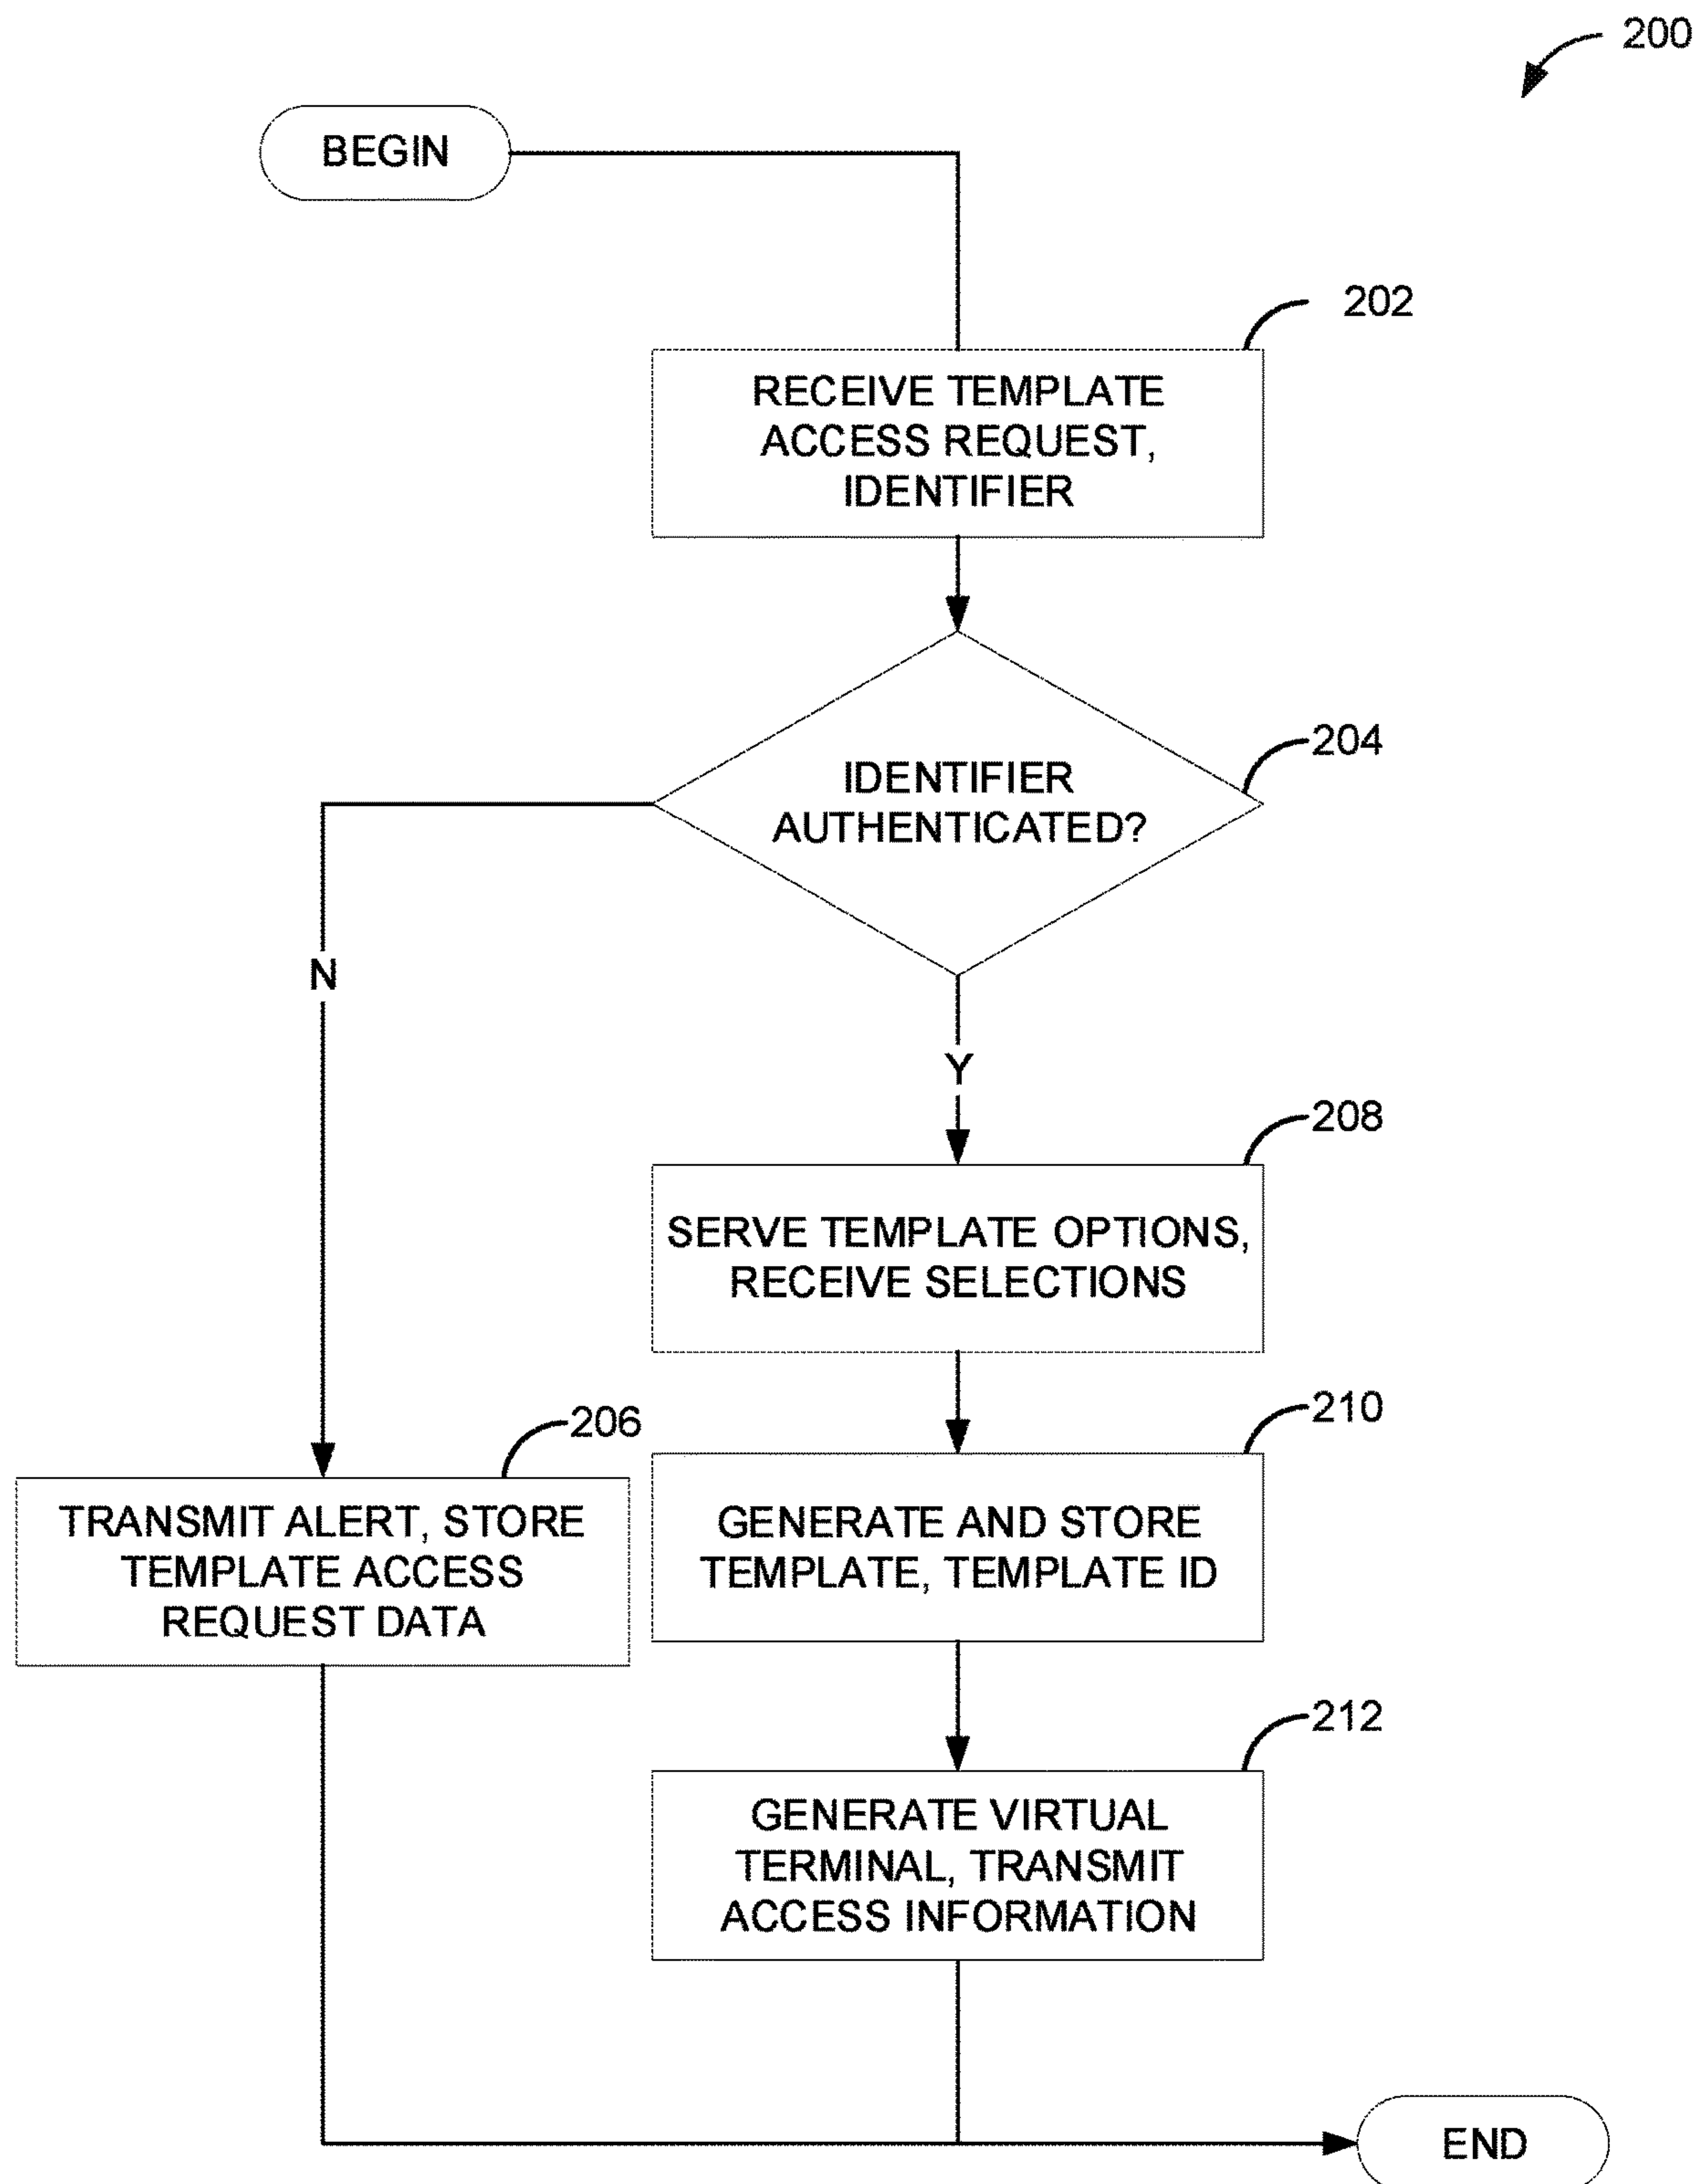 200
BEGIN
202
RECEIVE TEMPLATE
ACCESS REQUEST,
IDENTIFIER
204
IDENTIFIER
AUTHENTICATED?
N
Y
208
SERVE TEMPLATE OPTIONS,
RECEIVE SELECTIONS
206
TRANSMIT ALERT, STORE
TEMPLATE ACCESS
REQUEST DATA
210
GENERATE AND STORE
TEMPLATE, TEMPLATE ID
212
GENERATE VIRTUAL
TERMINAL, TRANSMIT
ACCESS INFORMATION
END